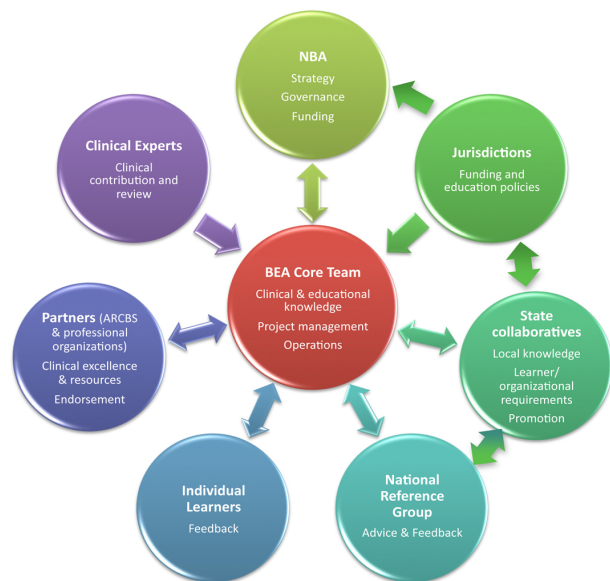 NBA
Strategy
Governance
Funding
Clinical Experts
Clinical
contribution and
review
Jurisdictions
Funding and
education policies
BEA Core Team
Clinical & educational
knowledge
Project management
Operations
Partners (ARCBS
& professional
organizations)
Clinical excellence
& resources
Endorsement
State
collaboratives
Local knowledge
Learner/
organizational
requirements
Promotion
Individual
Learners
Feedback
National
Reference
Group
Advice & Feedback